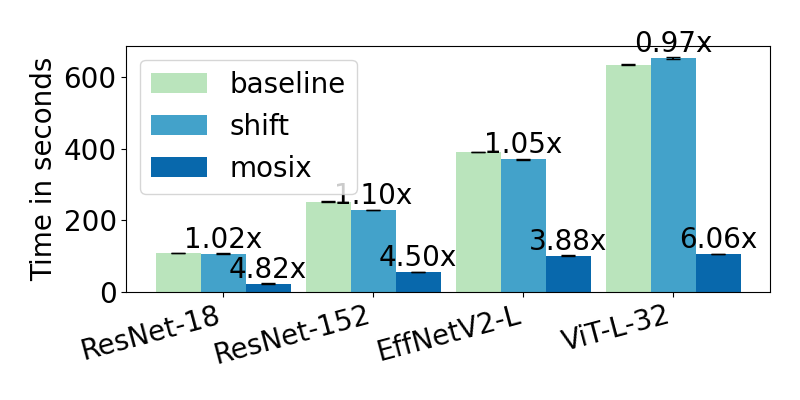 Time in seconds
600
400
200
0
baseline
shift
mosix
1.02x
4.82x
1.10x
4.50x
1.05x
3.88x
0.97x
6.06x
ResNet-18
ResNet-152
EffNetV2-L
ViT-L-32